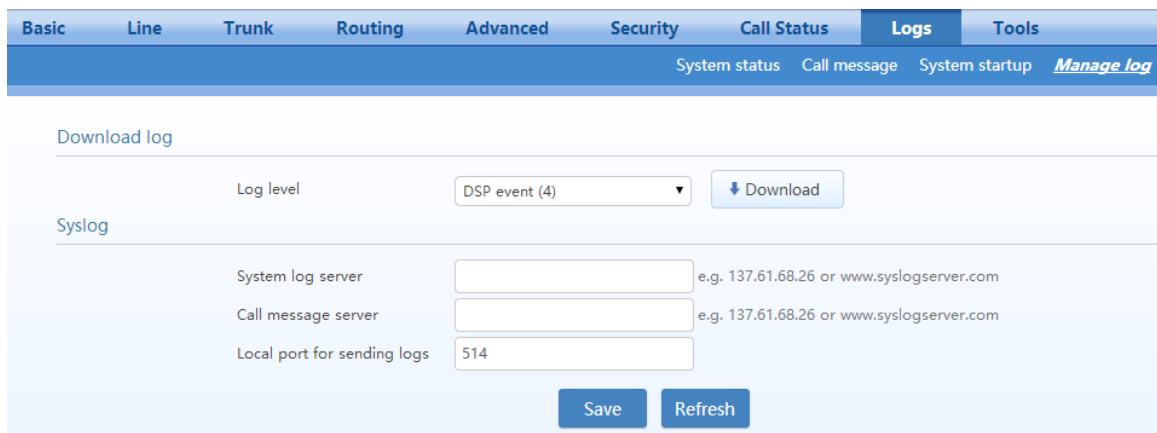 Basic Line Trunk Routing Advanced Security Call Status Logs Tools
System status Call message System startup Manage log
Download log
Log level DSP event (4) Download
Syslog
System log server e.g. 137.61.68.26 or www.syslogserver.com
Call message server e.g. 137.61.68.26 or www.syslogserver.com
Local port for sending logs 514
Save Refresh